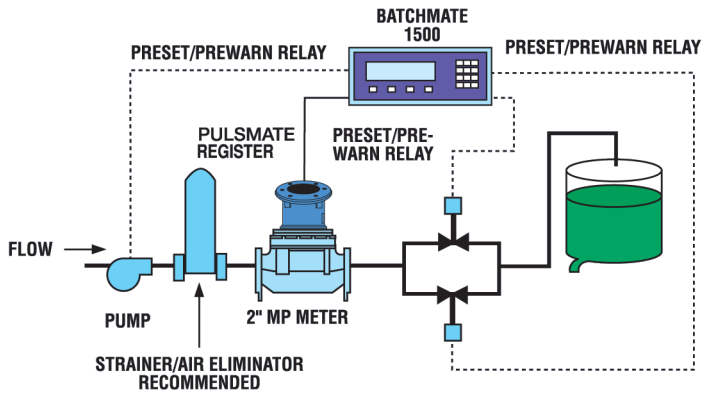 BATCHMATE
1500
PRESET/PREWARN RELAY
PRESET/PREWARN RELAY
PULSMATE
REGISTER
PRESET/PRE-
WARN RELAY
FLOW
PUMP
2" MP METER
STRAINER/AIR ELIMINATOR
RECOMMENDED